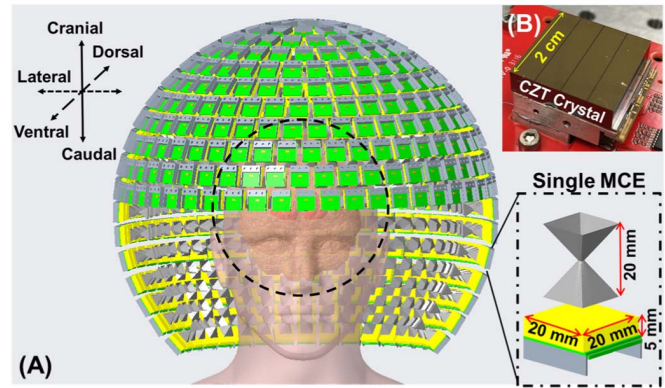 Cranial
Dorsal
Lateral
Ventral
Caudal
(A)
(B)
2 cm
CZT Crystal
Single MCE
20 mm
20 mm
20 mm
5 mm